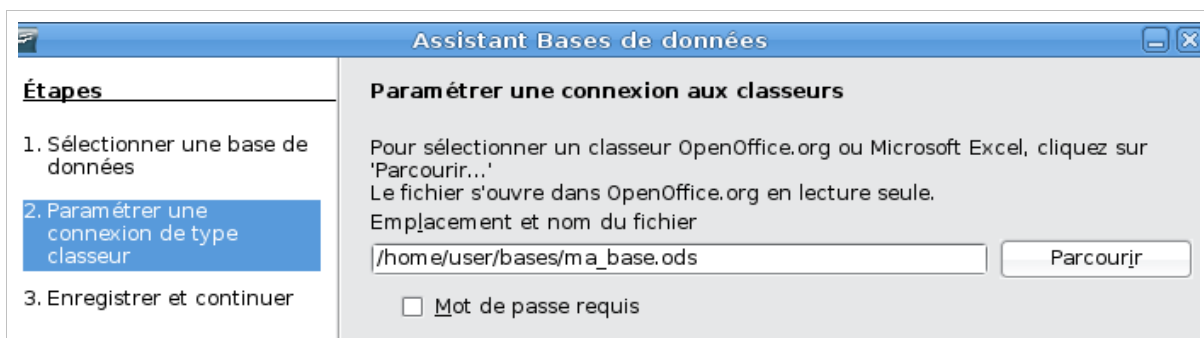 Assistant Bases de données
Étapes
1. Sélectionner une base de
données
2. Paramétrer une
connexion de type
classeur
3. Enregistrer et continuer
Paramétrer une connexion aux classeurs
Pour sélectionner un classeur OpenOffice.org ou Microsoft Excel, cliquez sur
'Parcourir...'
Le fichier s'ouvre dans OpenOffice.org en lecture seule.
Emplacement et nom du fichier
/home/user/bases/ma_base.ods
Parcourir
Mot de passe requis